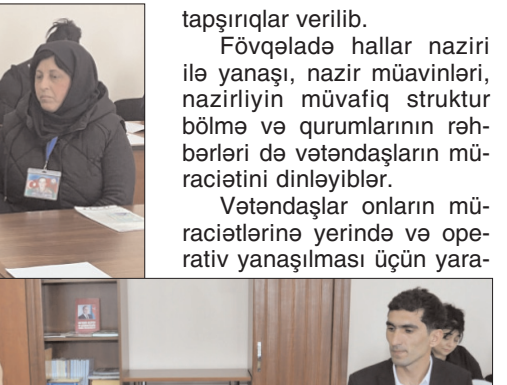 tapşırıqlar verilib.
Fövqəladə hallar naziri
ilə yanaşı, nazir müavinləri,
nazirliyin müvafiq struktur
bölmə və qurumlarının rəh-
bərləri də vətəndaşların mü-
raciətini dinləyiblər.
Vətəndaşlar onların mü-
raciətlərinə yerində və ope-
rativ yanaşılması üçün yara-